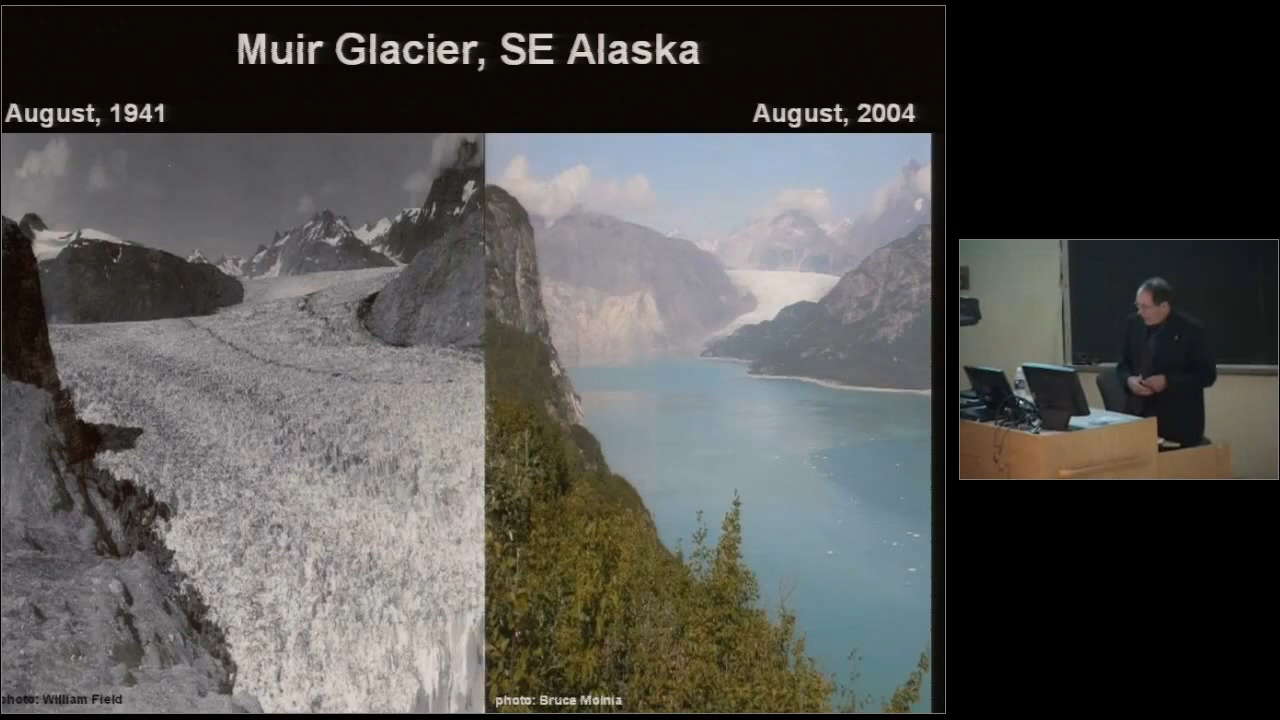 Muir Glacier, SE Alaska
August, 1941
August, 2004
photo: William Field
photo: Bruce Molnia